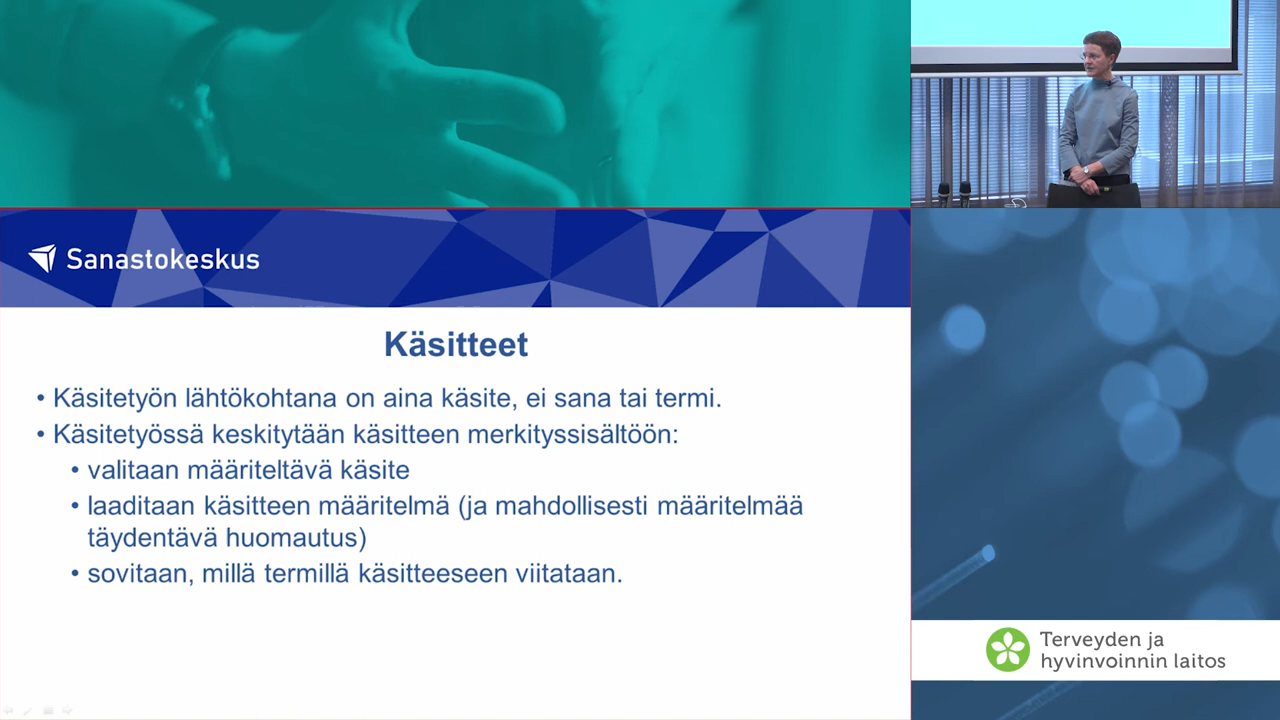 Sanastokeskus
Käsitteet
• Käsitetyön lähtökohtana on aina käsite, ei sana tai termi.
• Käsitetyössä keskitytään käsitteen merkityssisältöön:
• valitaan määriteltävä käsite
• laaditaan käsitteen määritelmä (ja mahdollisesti määritelmää
täydentävä huomautus)
• sovitaan, millä termillä käsitteeseen viitataan.
Terveyden ja
hyvinvoinnin laitos